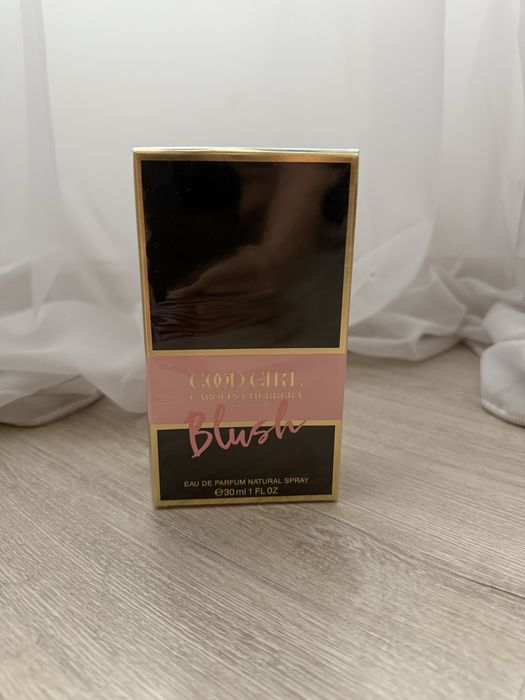 GOOD GIRL
CAROLINA HERRERA
Blush
EAU DE PARFUM NATURAL SPRAY
℮30 ml 1 FL OZ